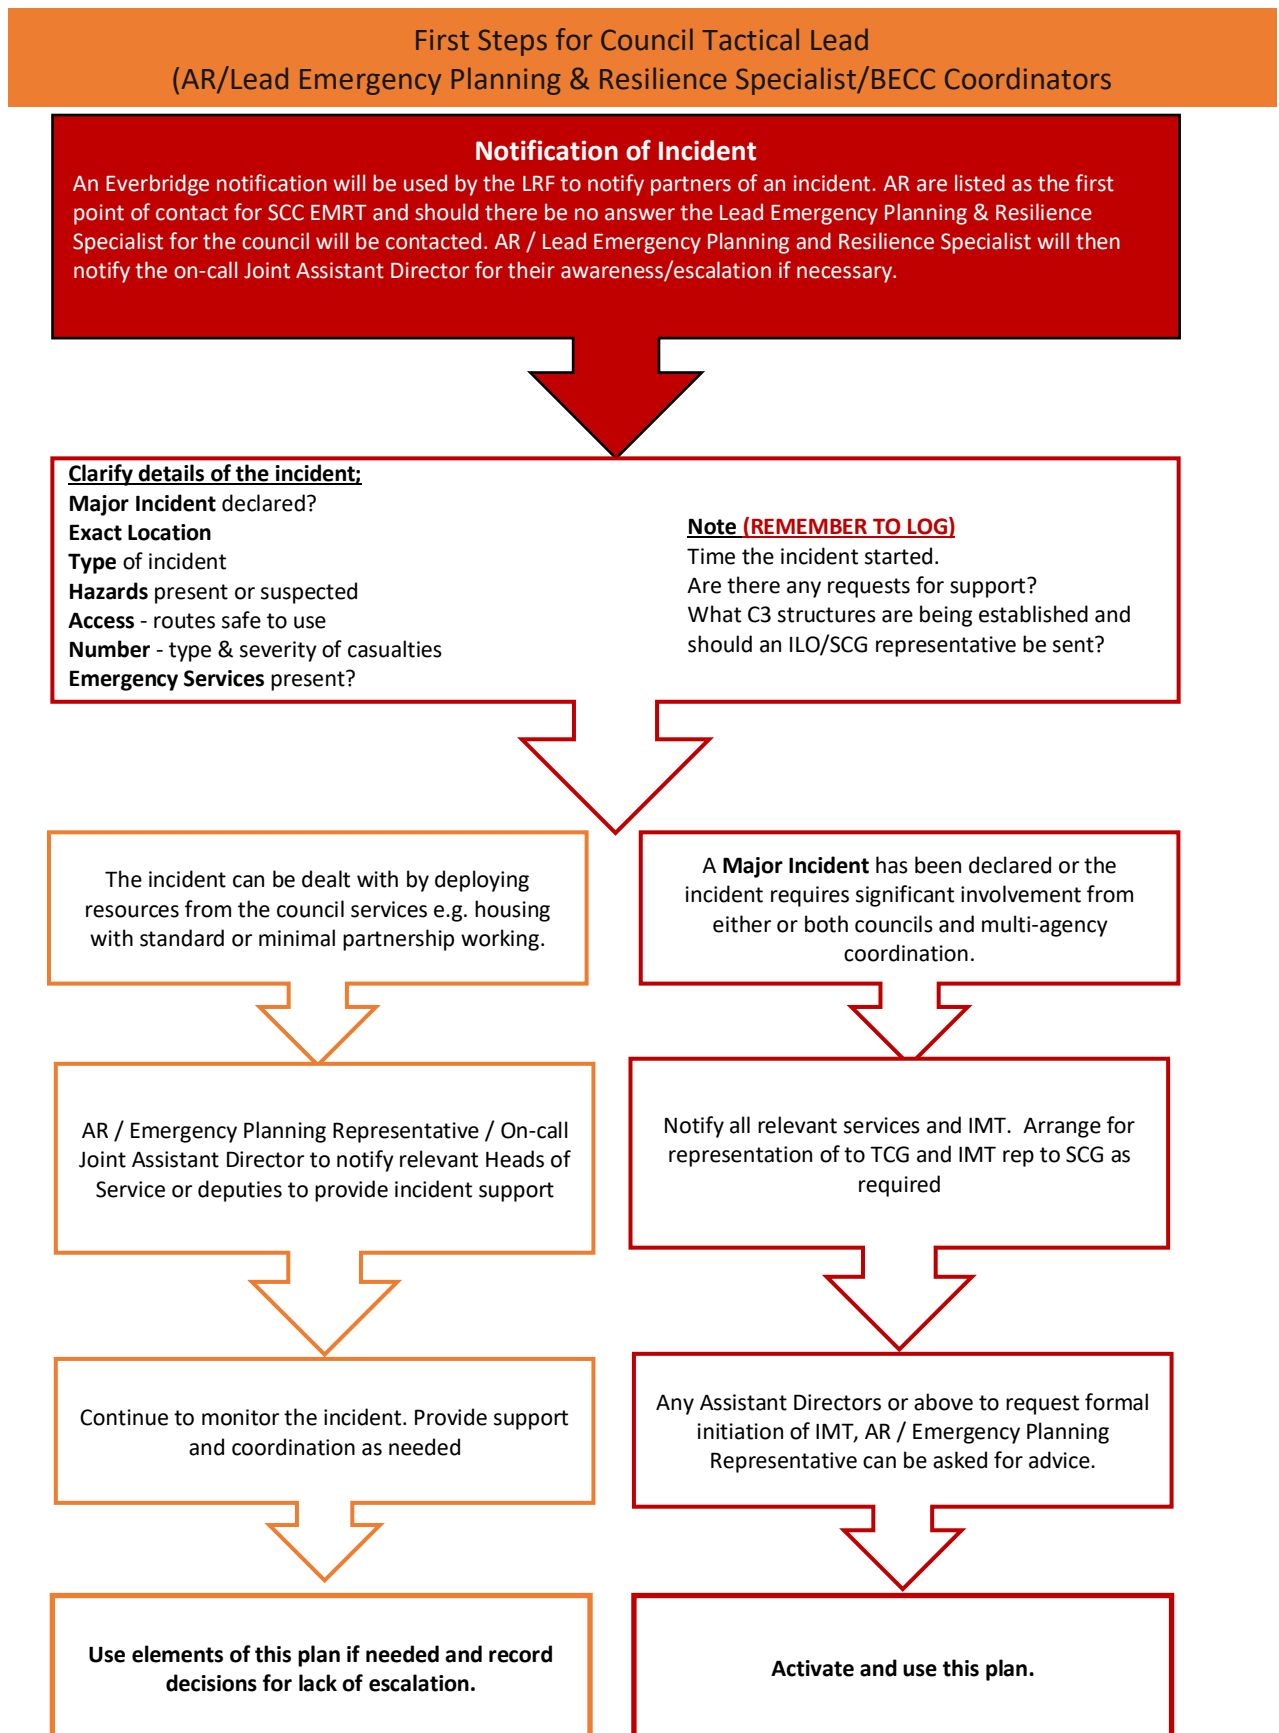 First Steps for Council Tactical Lead
(AR/Lead Emergency Planning & Resilience Specialist/BECC Coordinators
Notification of Incident
An Everbridge notification will be used by the LRF to notify partners of an incident. AR are listed as the first
point of contact for SCC EMRT and should there be no answer the Lead Emergency Planning & Resilience
Specialist for the council will be contacted. AR / Lead Emergency Planning and Resilience Specialist will then
notify the on-call Joint Assistant Director for their awareness/escalation if necessary.
Clarify details of the incident;
Major Incident declared?
Exact Location
Type of incident
Hazards present or suspected
Access - routes safe to use
Number - type & severity of casualties
Emergency Services present?
Note (REMEMBER TO LOG)
Time the incident started.
Are there any requests for support?
What C3 structures are being established and
should an ILO/SCG representative be sent?
The incident can be dealt with by deploying
resources from the council services e.g. housing
with standard or minimal partnership working.
A Major Incident has been declared or the
incident requires significant involvement from
either or both councils and multi-agency
coordination.
AR / Emergency Planning Representative / On-call
Joint Assistant Director to notify relevant Heads of
Service or deputies to provide incident support
Notify all relevant services and IMT.  Arrange for
representation of to TCG and IMT rep to SCG as
required
Continue to monitor the incident. Provide support
and coordination as needed
Any Assistant Directors or above to request formal
initiation of IMT, AR / Emergency Planning
Representative can be asked for advice.
Use elements of this plan if needed and record
decisions for lack of escalation.
Activate and use this plan.